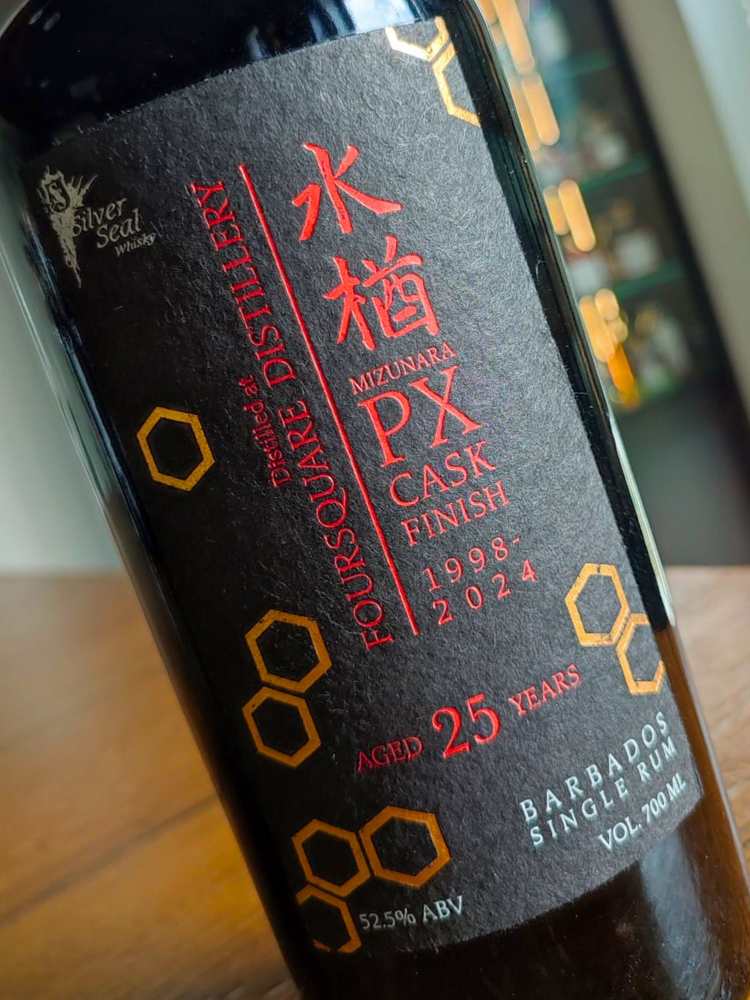 Silver
Seal
Whisky
Distilled at
FOURSQUARE DISTILLERY
水
楢
MIZUNARA
PX
CASK
FINISH
1998-
2024
AGED 25 YEARS
BARBADOS
SINGLE RUM
VOL. 700 ML
52.5% ABV